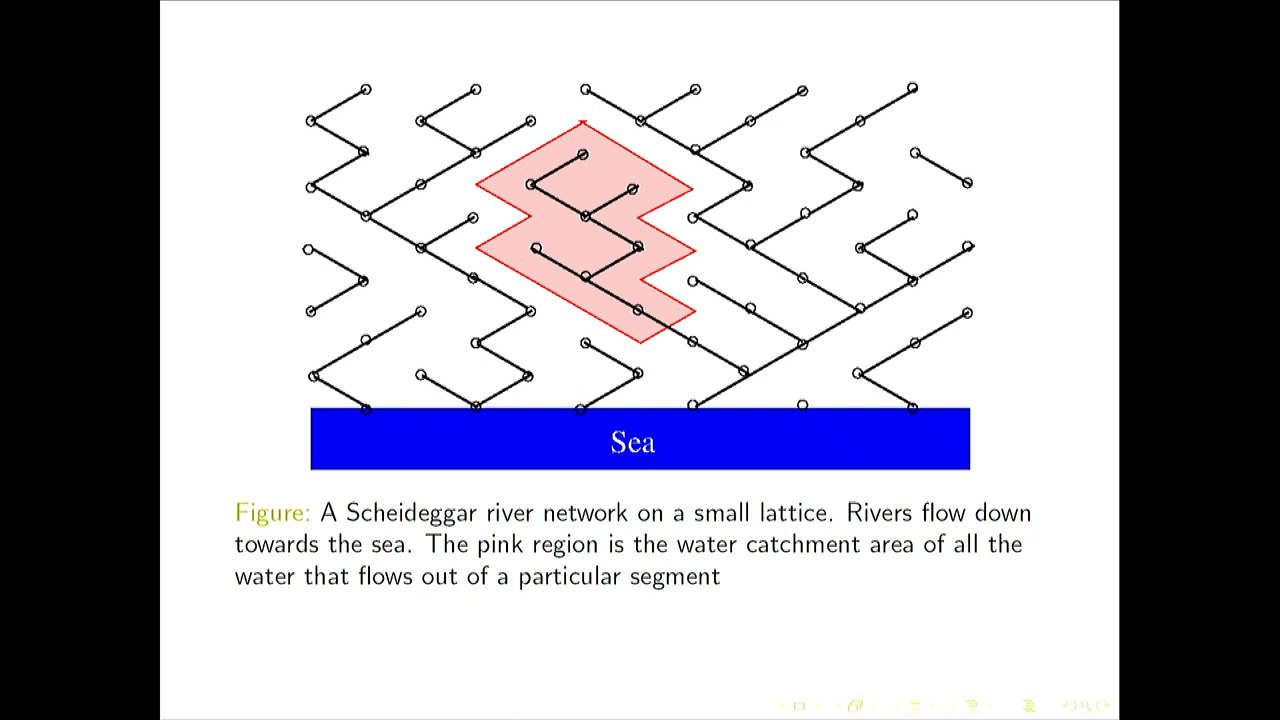 Sea
Figure: A Scheideggar river network on a small lattice. Rivers flow down
towards the sea. The pink region is the water catchment area of all the
water that flows out of a particular segment